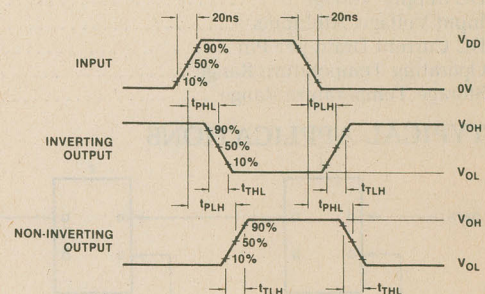 20ns
20ns
INPUT
90%
50%
10%
VDD
0V
tPHL
tPLH
INVERTING
OUTPUT
90%
50%
10%
VOH
VOL
tTHL
tTLH
tPLH
tPHL
NON-INVERTING
OUTPUT
90%
50%
10%
VOH
VOL
tTLH
tTHL